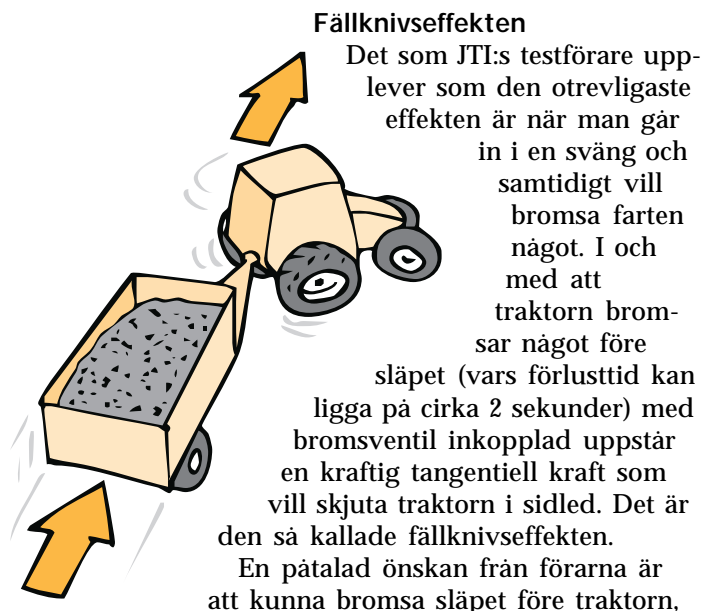 Fällknivseffekten
Det som JTI:s testförare upp-
lever som den otrevligaste
effekten är när man går
in i en sväng och
samtidigt vill
bromsa farten
något. I och
med att
traktorn brom-
sar något före
släpet (vars förlusttid kan
ligga på cirka 2 sekunder) med
bromsventil inkopplad uppstår
en kraftig tangentiell kraft som
vill skjuta traktorn i sidled. Det är
den så kallade fällknivseffekten.
En påtalad önskan från förarna är
att kunna bromsa släpet före traktorn,